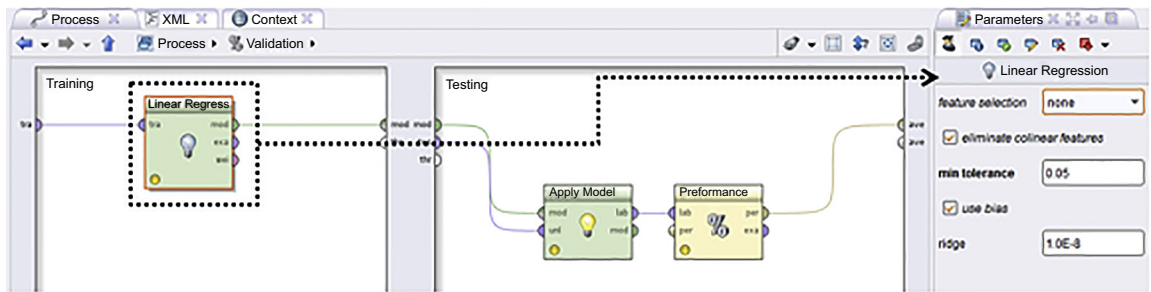 Process XML Context Parameters
Process Validation
Linear Regression
Training Testing
Linear Regress
tra tra mod mod mod ave
exa ave
thr
feature selection none
eliminate colinear features
min tolerance 0.05
use bias
ridge 1.0E-8
Apply Model Preformance
mod lab lab per
unl mod per exa